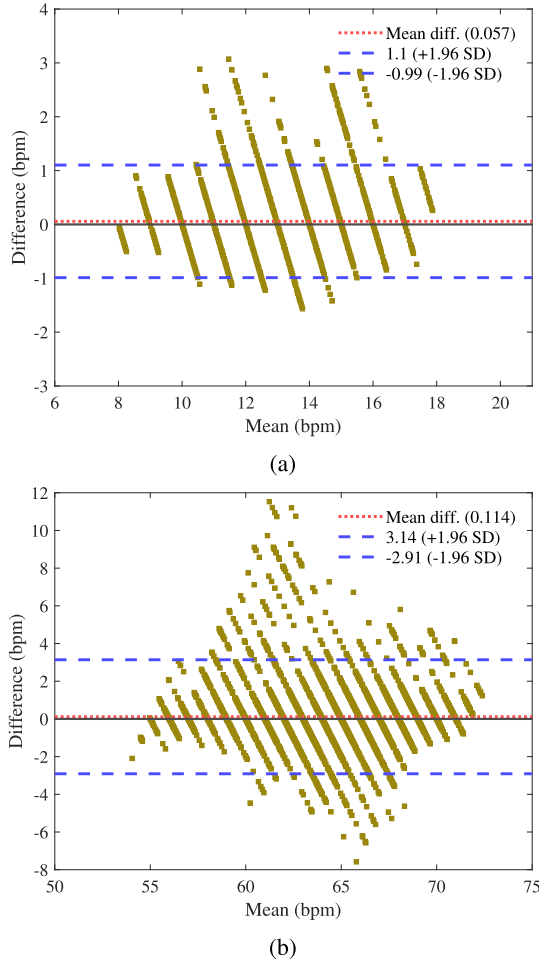 4
3
2
1
0
-1
-2
-3
Difference (bpm)
Mean diff. (0.057)
1.1 (+1.96 SD)
-0.99 (-1.96 SD)
6 8 10 12 14 16 18 20
Mean (bpm)
(a)
12
10
8
6
4
2
0
-2
-4
-6
-8
Difference (bpm)
Mean diff. (0.114)
3.14 (+1.96 SD)
-2.91 (-1.96 SD)
50 55 60 65 70 75
Mean (bpm)
(b)